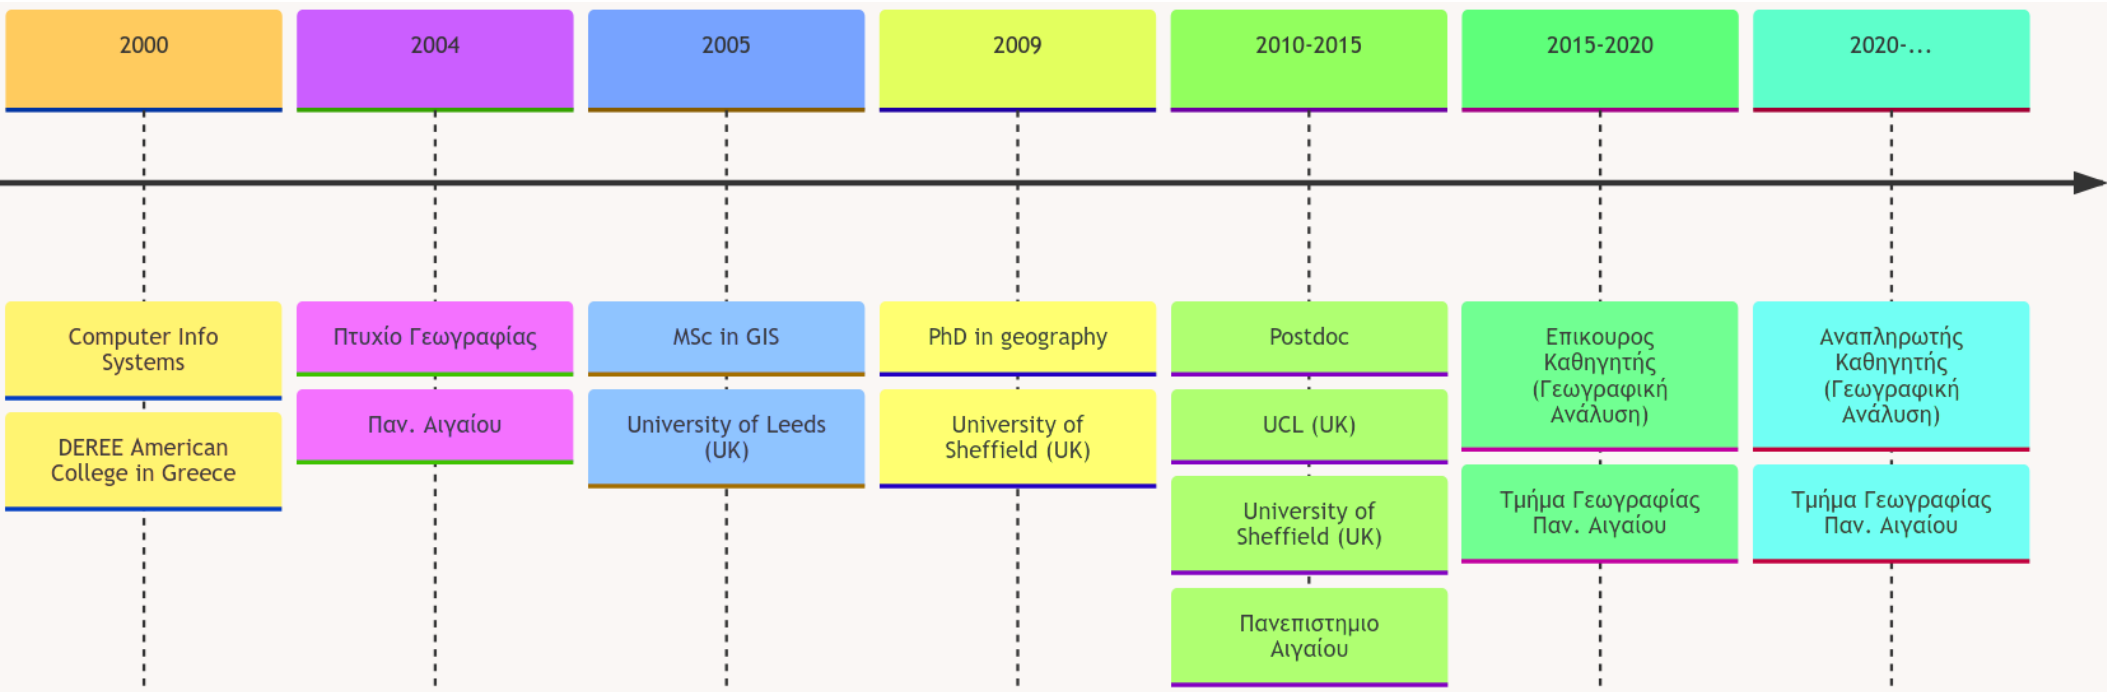 2000
2004
2005
2009
2010-2015
2015-2020
2020-...
Computer Info
Systems
DEREE American
College in Greece
Πτυχίο Γεωγραφίας
Παν. Αιγαίου
MSc in GIS
University of Leeds
(UK)
PhD in geography
University of
Sheffield (UK)
Postdoc
UCL (UK)
University of
Sheffield (UK)
Πανεπιστημιο
Αιγαίου
Επικουρος
Καθηγητής
(Γεωγραφική
Ανάλυση)
Τμήμα Γεωγραφίας
Παν. Αιγαίου
Αναπληρωτής
Καθηγητής
(Γεωγραφική
Ανάλυση)
Τμήμα Γεωγραφίας
Παν. Αιγαίου